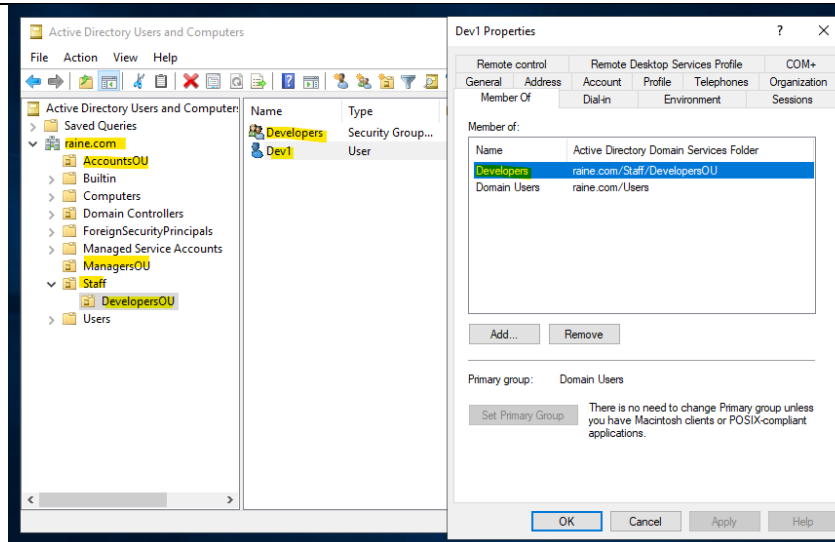 Active Directory Users and Computers
File Action View Help
Active Directory Users and Computer:
Saved Queries
raine.com
AccountsOU
Builtin
Computers
Domain Controllers
ForeignSecurityPrincipals
Managed Service Accounts
ManagersOU
Staff
DevelopersOU
Users
Name Type
Developers Security Group...
Dev1 User
Dev1 Properties ? X
Remote control Remote Desktop Services Profile COM+
General Address Account Profile Telephones Organization
Member Of Dial-in Environment Sessions
Member of:
Name Active Directory Domain Services Folder
Developers raine.com/Staff/DevelopersOU
Domain Users raine.com/Users
Add... Remove
Primary group: Domain Users
Set Primary Group
There is no need to change Primary group unless
you have Macintosh clients or POSIX-compliant
applications.
OK Cancel Apply Help